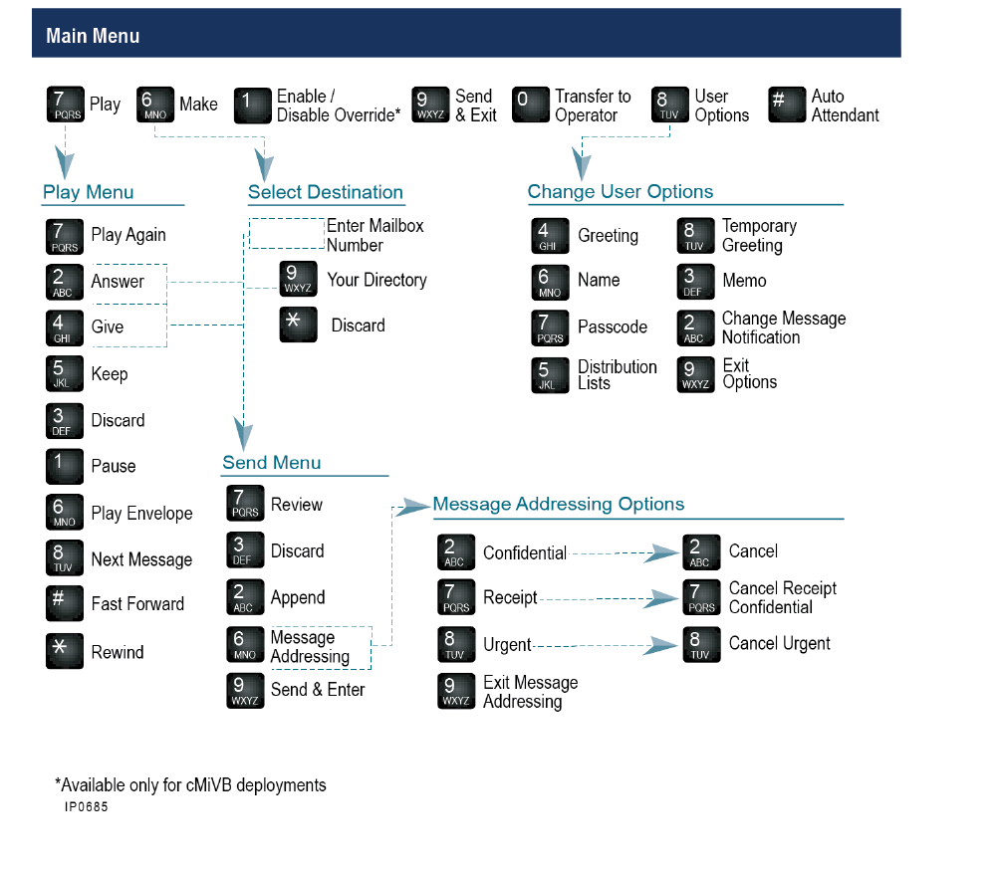 Main Menu
7 PQRS Play
6 MNO Make
1 Enable /
Disable Override*
9 WXYZ Send
& Exit
0 Transfer to
Operator
8 TUV User
Options
# Auto
Attendant
Play Menu
7 PQRS Play Again
2 ABC Answer
4 GHI Give
5 JKL Keep
3 DEF Discard
1 Pause
6 MNO Play Envelope
8 TUV Next Message
# Fast Forward
* Rewind
Select Destination
Enter Mailbox
Number
9 WXYZ Your Directory
* Discard
Send Menu
7 PQRS Review
3 DEF Discard
2 ABC Append
6 MNO Message
Addressing
9 WXYZ Send & Enter
Change User Options
4 GHI Greeting
6 MNO Name
7 PQRS Passcode
5 JKL Distribution
Lists
8 TUV Temporary
Greeting
3 DEF Memo
2 ABC Change Message
Notification
9 WXYZ Exit
Options
Message Addressing Options
2 ABC Confidential
2 ABC Cancel
7 PQRS Receipt
7 PQRS Cancel Receipt
Confidential
8 TUV Urgent
8 TUV Cancel Urgent
9 WXYZ Exit Message
Addressing
*Available only for cMiVB deployments
IP0685